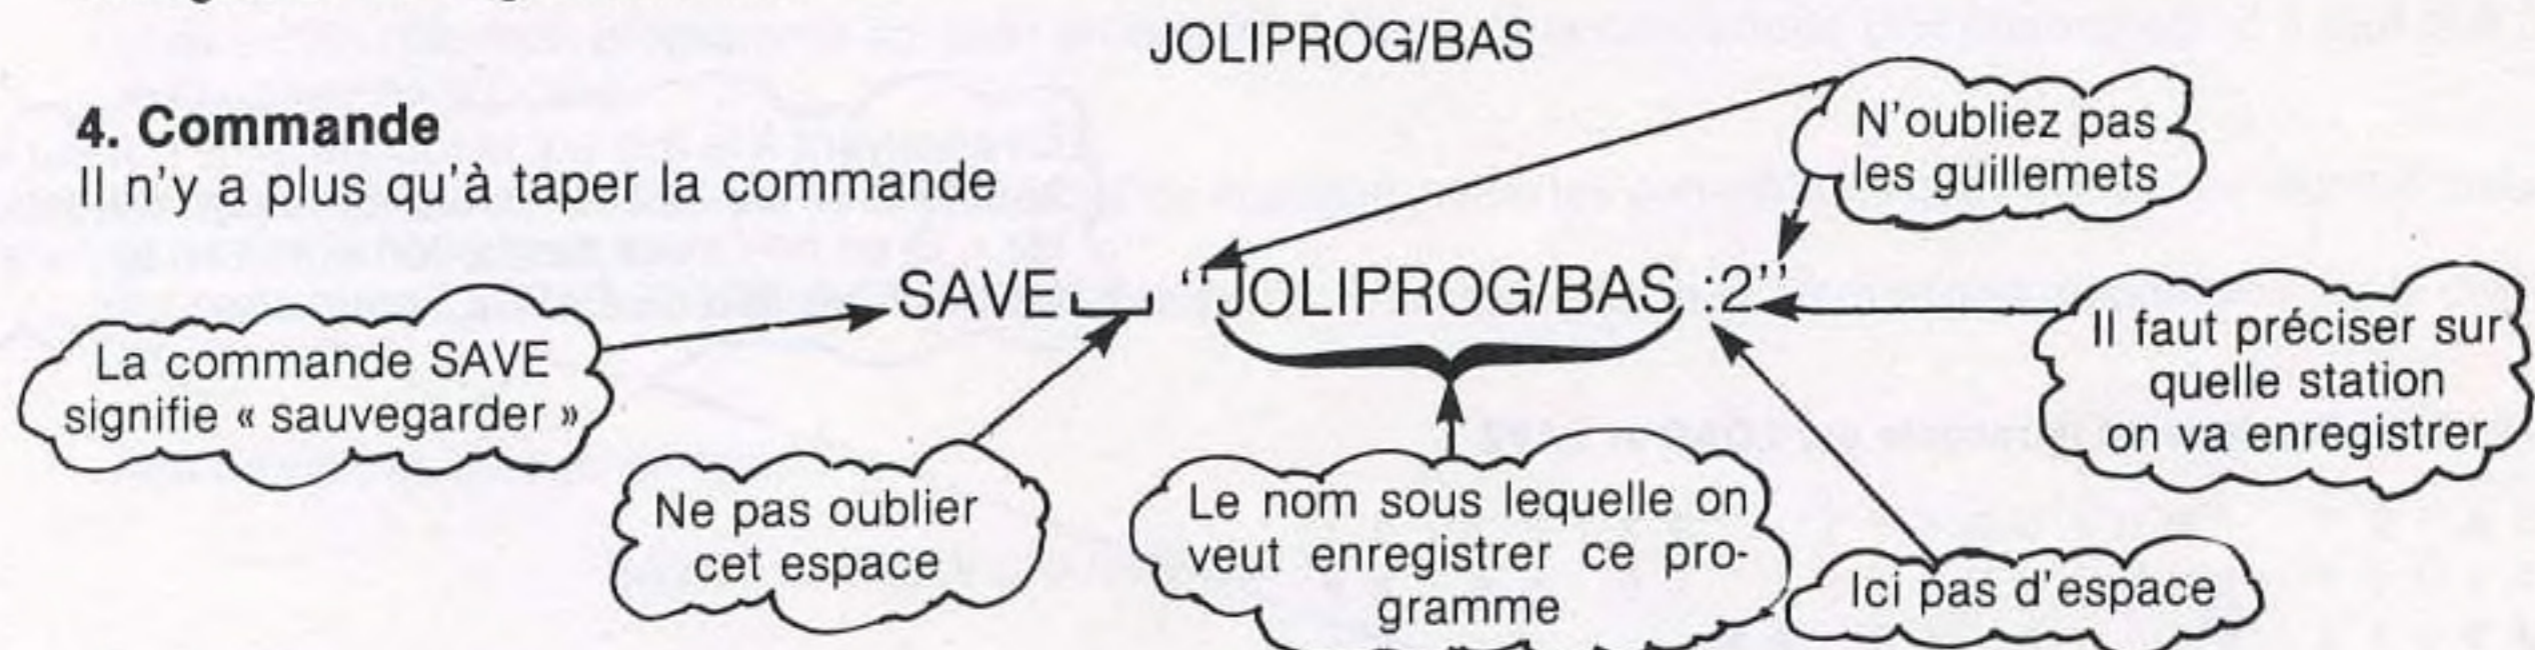 JOLIPROG/BAS
4. Commande
Il n'y a plus qu'à taper la commande
N'oubliez pas
les guillemets
SAVE⎵ "JOLIPROG/BAS :2"
La commande SAVE
signifie « sauvegarder »
Ne pas oublier
cet espace
Le nom sous lequelle on
veut enregistrer ce pro-
gramme
Il faut préciser sur
quelle station
on va enregistrer
Ici pas d'espace